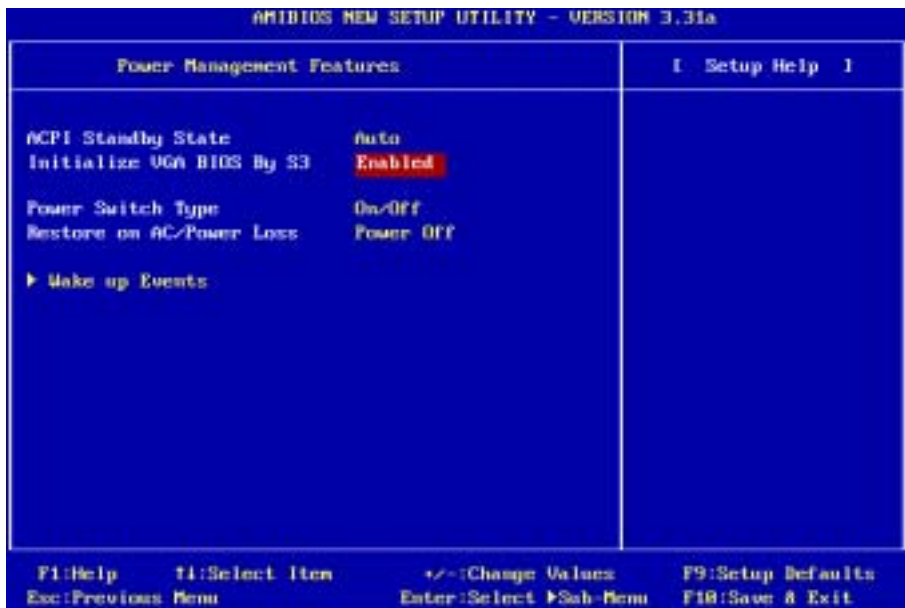 AMIBIOS NEW SETUP UTILITY - VERSION 3.31a
Power Management Features
[ Setup Help ]
ACPI Standby State Auto
Initialize VGA BIOS By S3 Enabled
Power Switch Type On/Off
Restore on AC/Power Loss Power Off
▶ Wake up Events
F1:Help ↑↓:Select Item +/-:Change Values F9:Setup Defaults
Esc:Previous Menu Enter:Select ▶Sub-Menu F10:Save & Exit